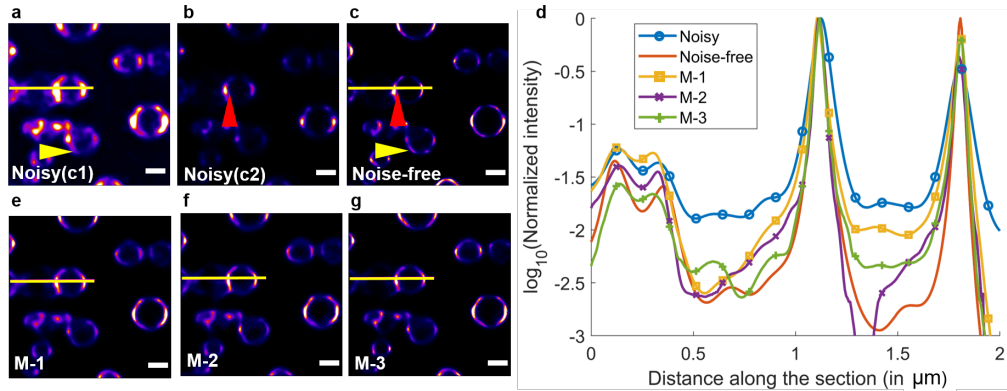 a
b
c
d
Noisy(c1)
Noisy(c2)
Noise-free
e
f
g
M-1
M-2
M-3
log10(Normalized intensity)
0
-0.5
-1
-1.5
-2
-2.5
-3
Noisy
Noise-free
M-1
M-2
M-3
0
0.5
1
1.5
2
Distance along the section (in μm)